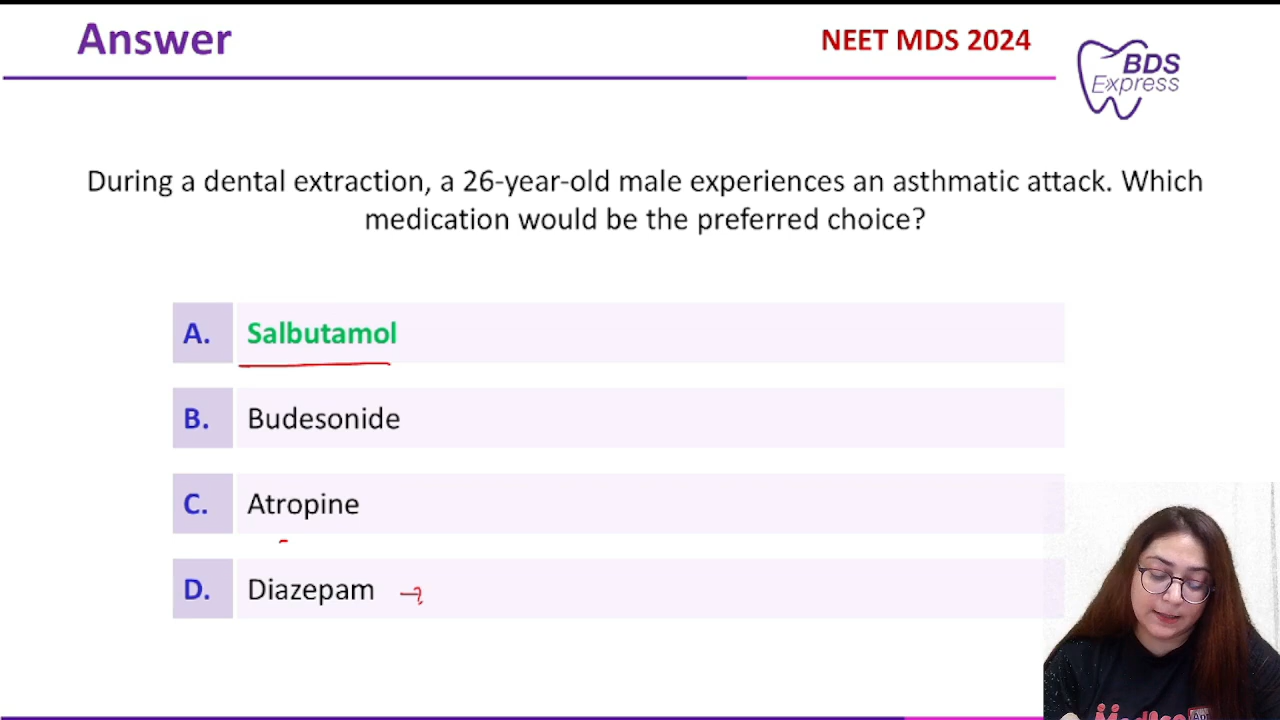 Answer
NEET MDS 2024
BDS
Express
During a dental extraction, a 26-year-old male experiences an asthmatic attack. Which
medication would be the preferred choice?
A. Salbutamol
B. Budesonide
C. Atropine
D. Diazepam